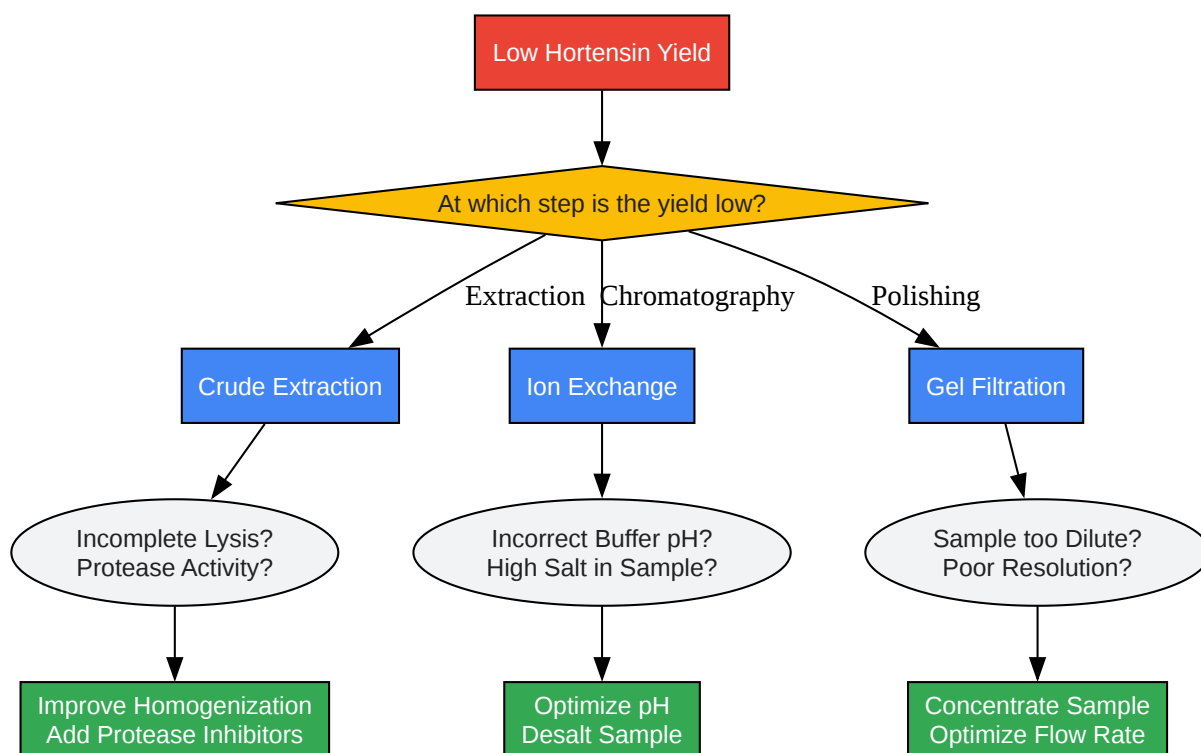 Low Hortensin Yield
At which step is the yield low?
Extraction
Chromatography
Polishing
Crude Extraction
Ion Exchange
Gel Filtration
Incomplete Lysis?
Protease Activity?
Incorrect Buffer pH?
High Salt in Sample?
Sample too Dilute?
Poor Resolution?
Improve Homogenization
Add Protease Inhibitors
Optimize pH
Desalt Sample
Concentrate Sample
Optimize Flow Rate